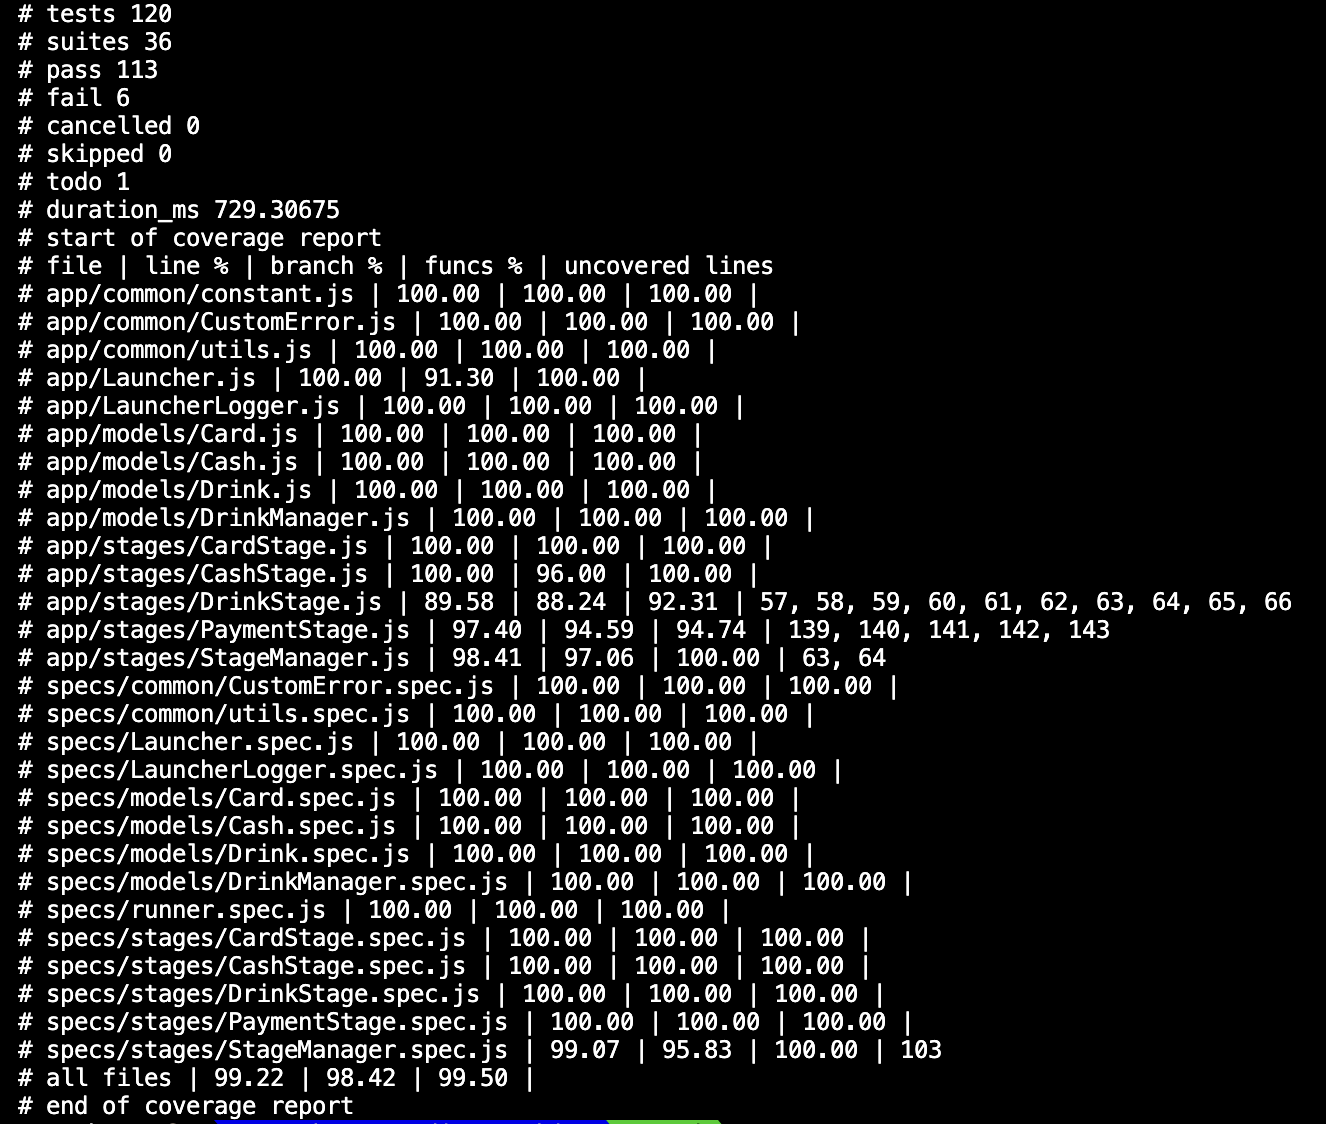 # tests 120
# suites 36
# pass 113
# fail 6
# cancelled 0
# skipped 0
# todo 1
# duration_ms 729.30675
# start of coverage report
# file | line % | branch % | funcs % | uncovered lines
# app/common/constant.js | 100.00 | 100.00 | 100.00 |
# app/common/CustomError.js | 100.00 | 100.00 | 100.00 |
# app/common/utils.js | 100.00 | 100.00 | 100.00 |
# app/Launcher.js | 100.00 | 91.30 | 100.00 |
# app/LauncherLogger.js | 100.00 | 100.00 | 100.00 |
# app/models/Card.js | 100.00 | 100.00 | 100.00 |
# app/models/Cash.js | 100.00 | 100.00 | 100.00 |
# app/models/Drink.js | 100.00 | 100.00 | 100.00 |
# app/models/DrinkManager.js | 100.00 | 100.00 | 100.00 |
# app/stages/CardStage.js | 100.00 | 100.00 | 100.00 |
# app/stages/CashStage.js | 100.00 | 96.00 | 100.00 |
# app/stages/DrinkStage.js | 89.58 | 88.24 | 92.31 | 57, 58, 59, 60, 61, 62, 63, 64, 65, 66
# app/stages/PaymentStage.js | 97.40 | 94.59 | 94.74 | 139, 140, 141, 142, 143
# app/stages/StageManager.js | 98.41 | 97.06 | 100.00 | 63, 64
# specs/common/CustomError.spec.js | 100.00 | 100.00 | 100.00 |
# specs/common/utils.spec.js | 100.00 | 100.00 | 100.00 |
# specs/Launcher.spec.js | 100.00 | 100.00 | 100.00 |
# specs/LauncherLogger.spec.js | 100.00 | 100.00 | 100.00 |
# specs/models/Card.spec.js | 100.00 | 100.00 | 100.00 |
# specs/models/Cash.spec.js | 100.00 | 100.00 | 100.00 |
# specs/models/Drink.spec.js | 100.00 | 100.00 | 100.00 |
# specs/models/DrinkManager.spec.js | 100.00 | 100.00 | 100.00 |
# specs/runner.spec.js | 100.00 | 100.00 | 100.00 |
# specs/stages/CardStage.spec.js | 100.00 | 100.00 | 100.00 |
# specs/stages/CashStage.spec.js | 100.00 | 100.00 | 100.00 |
# specs/stages/DrinkStage.spec.js | 100.00 | 100.00 | 100.00 |
# specs/stages/PaymentStage.spec.js | 100.00 | 100.00 | 100.00 |
# specs/stages/StageManager.spec.js | 99.07 | 95.83 | 100.00 | 103
# all files | 99.22 | 98.42 | 99.50 |
# end of coverage report